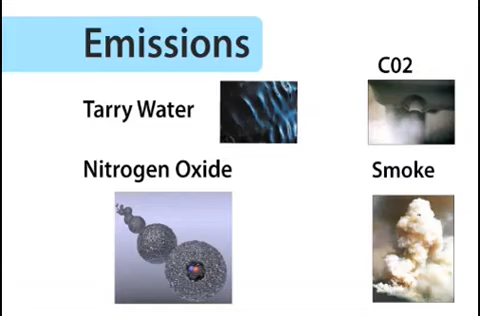 Emissions
C02
Tarry Water
Nitrogen Oxide
Smoke